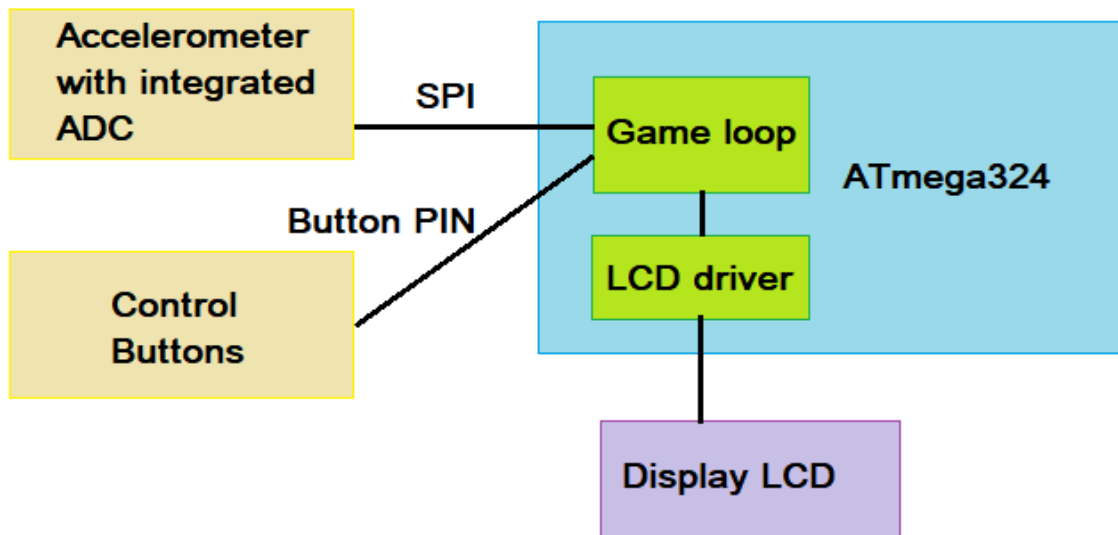 Accelerometer
with integrated
ADC
SPI
Game loop
ATmega324
Button PIN
LCD driver
Control
Buttons
Display LCD